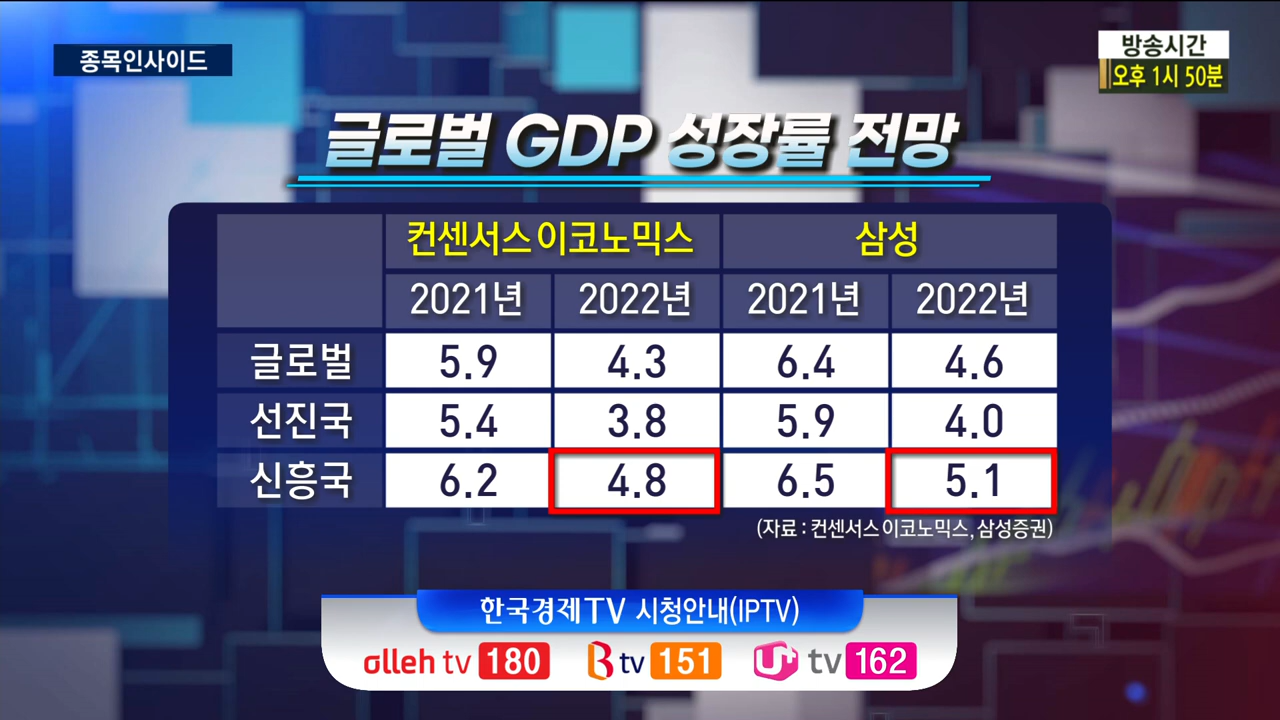 종목인사이드
방송시간
오후 1시 50분
글로벌 GDP 성장률 전망
컨센서스 이코노믹스 삼성
2021년 2022년 2021년 2022년
글로벌 5.9 4.3 6.4 4.6
선진국 5.4 3.8 5.9 4.0
신흥국 6.2 4.8 6.5 5.1
(자료 : 컨센서스 이코노믹스, 삼성증권)
한국경제TV 시청안내(IPTV)
olleh tv 180 B tv 151 U+ tv 162